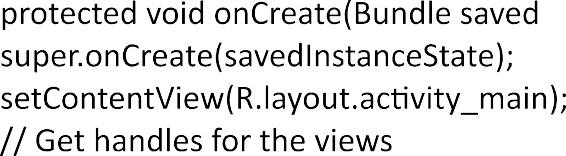 protected void onCreate(Bundle saved
super.onCreate(savedInstanceState);
setContentView(R.layout.activity_main);
// Get handles for the views